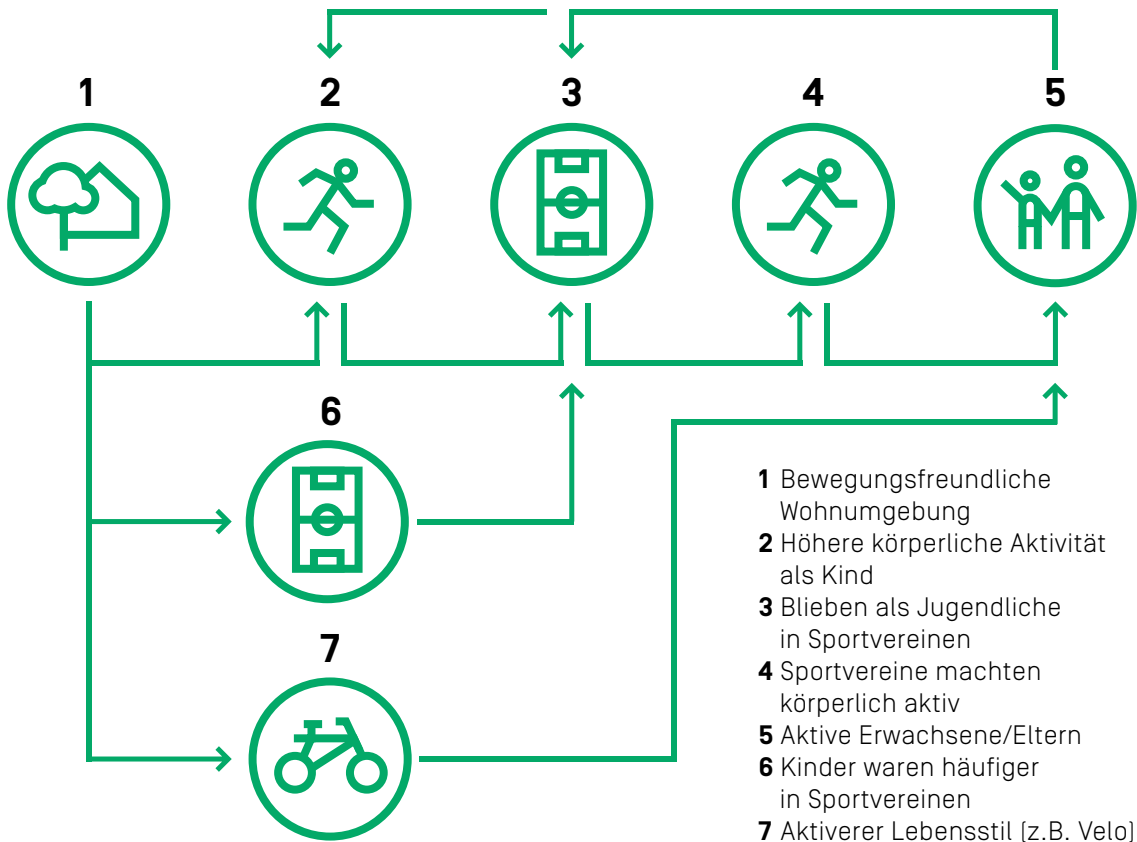 1
2
3
4
5
6
7
1 Bewegungsfreundliche
Wohnumgebung
2 Höhere körperliche Aktivität
als Kind
3 Blieben als Jugendliche
in Sportvereinen
4 Sportvereine machten
körperlich aktiv
5 Aktive Erwachsene/Eltern
6 Kinder waren häufiger
in Sportvereinen
7 Aktiverer Lebensstil (z.B. Velo)